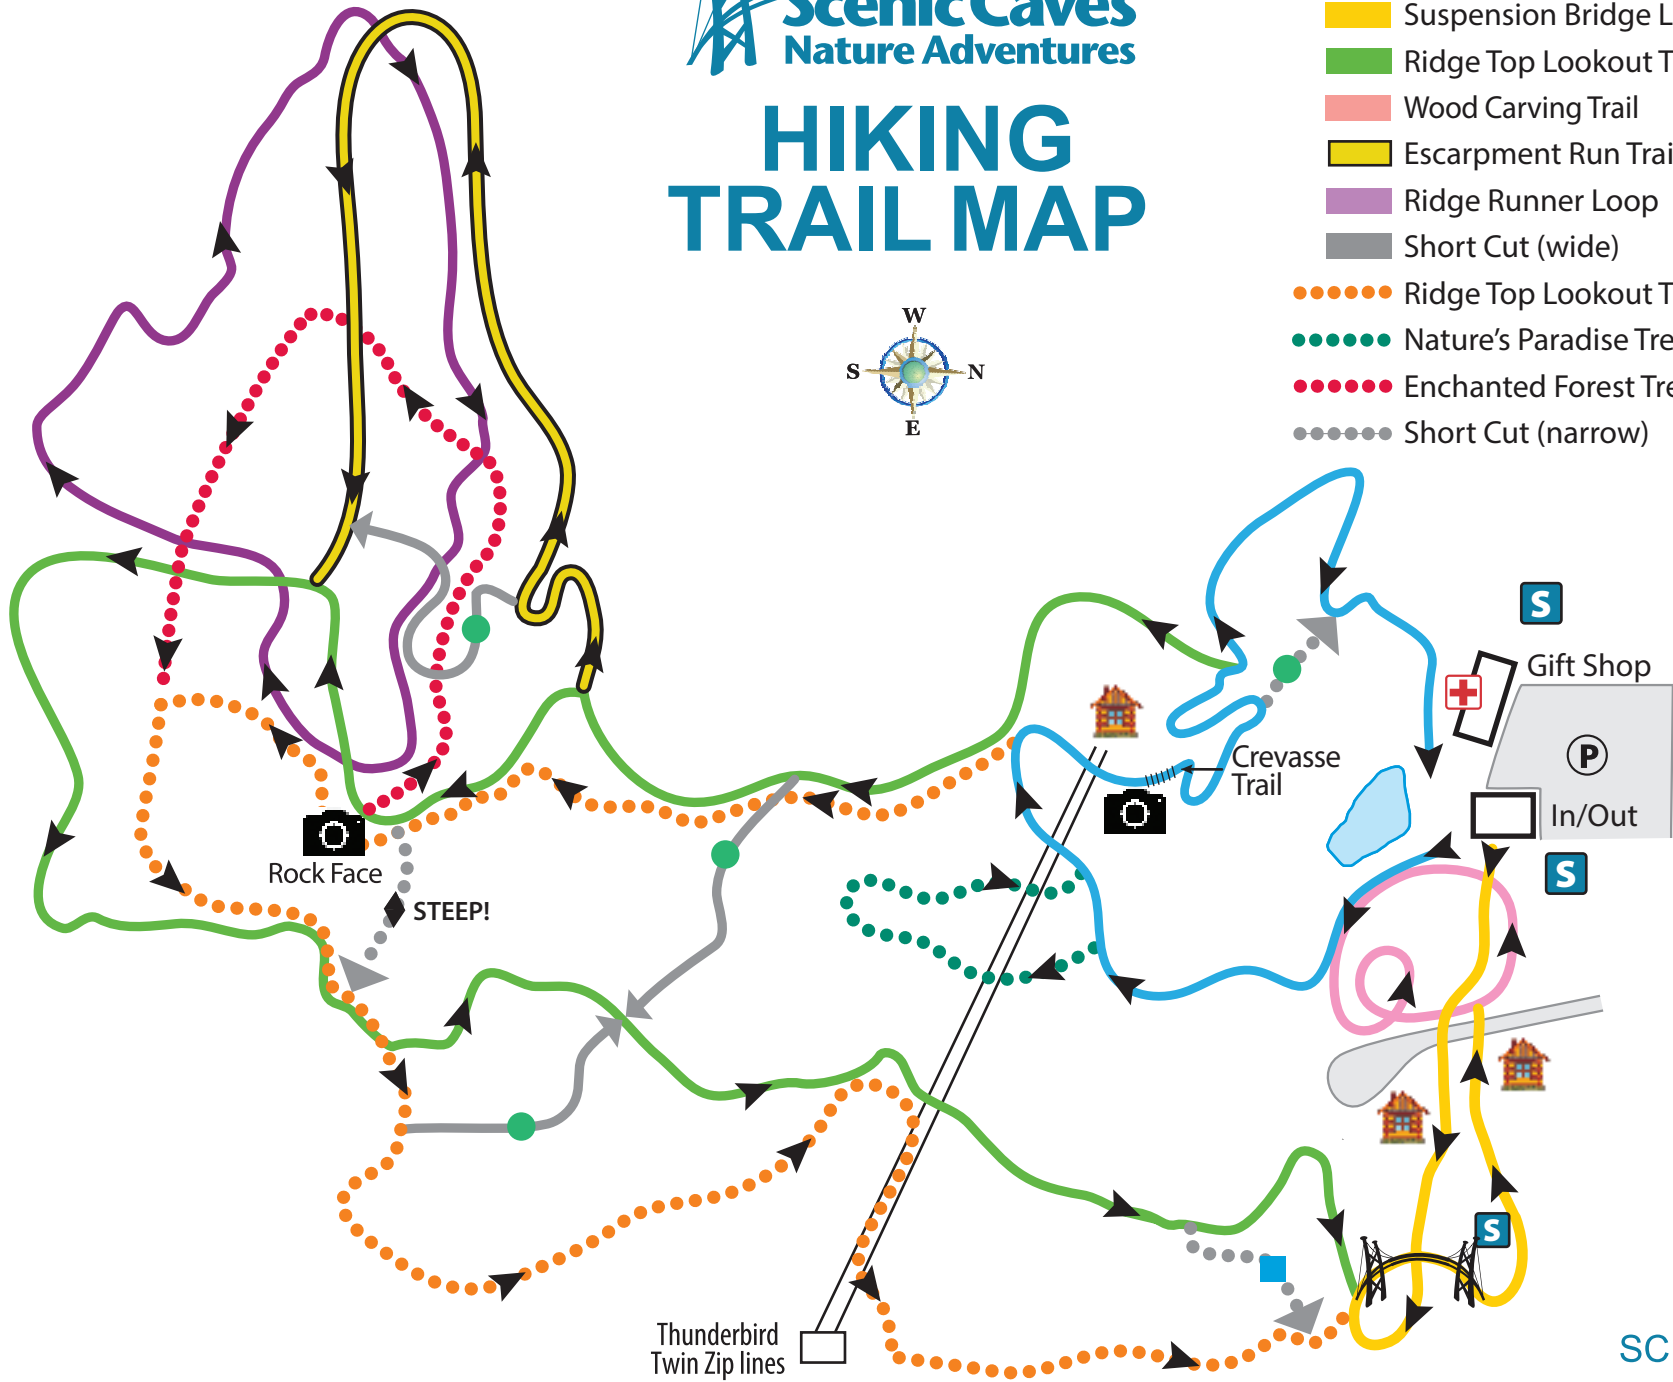 Scenic Caves
Nature Adventures
HIKING
TRAIL MAP
Suspension Bridge L
Ridge Top Lookout T
Wood Carving Trail
Escarpment Run Trai
Ridge Runner Loop
Short Cut (wide)
Ridge Top Lookout T
Nature's Paradise Tre
Enchanted Forest Tre
Short Cut (narrow)
W
S
N
E
S
Gift Shop
P
In/Out
S
Crevasse
Trail
Rock Face
STEEP!
S
Thunderbird
Twin Zip lines
SC